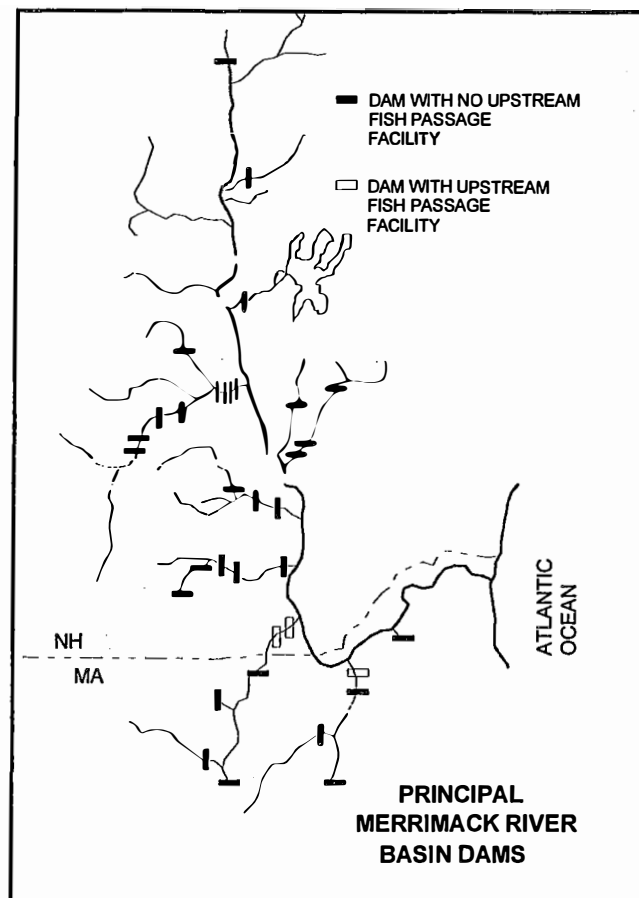 DAM WITH NO UPSTREAM
FISH PASSAGE
FACILITY
DAM WITH UPSTREAM
FISH PASSAGE
FACILITY
ATLANTIC
OCEAN
NH
MA
PRINCIPAL
MERRIMACK RIVER
BASIN DAMS